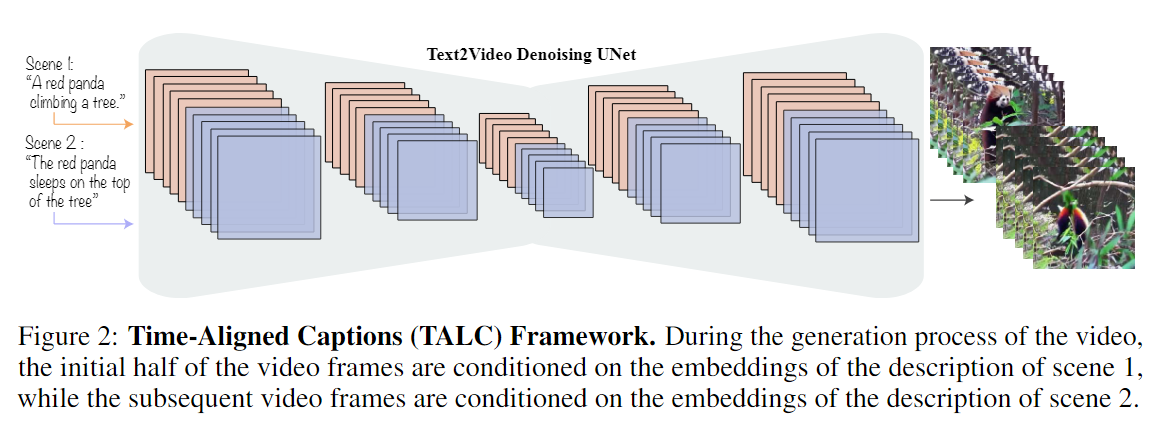 Text2Video Denoising UNet
Scene 1:
“A red panda
climbing a tree.”
Scene 2 :
“The red panda
sleeps on the top
of the tree”
Figure 2: Time-Aligned Captions (TALC) Framework. During the generation process of the video,
the initial half of the video frames are conditioned on the embeddings of the description of scene 1,
while the subsequent video frames are conditioned on the embeddings of the description of scene 2.